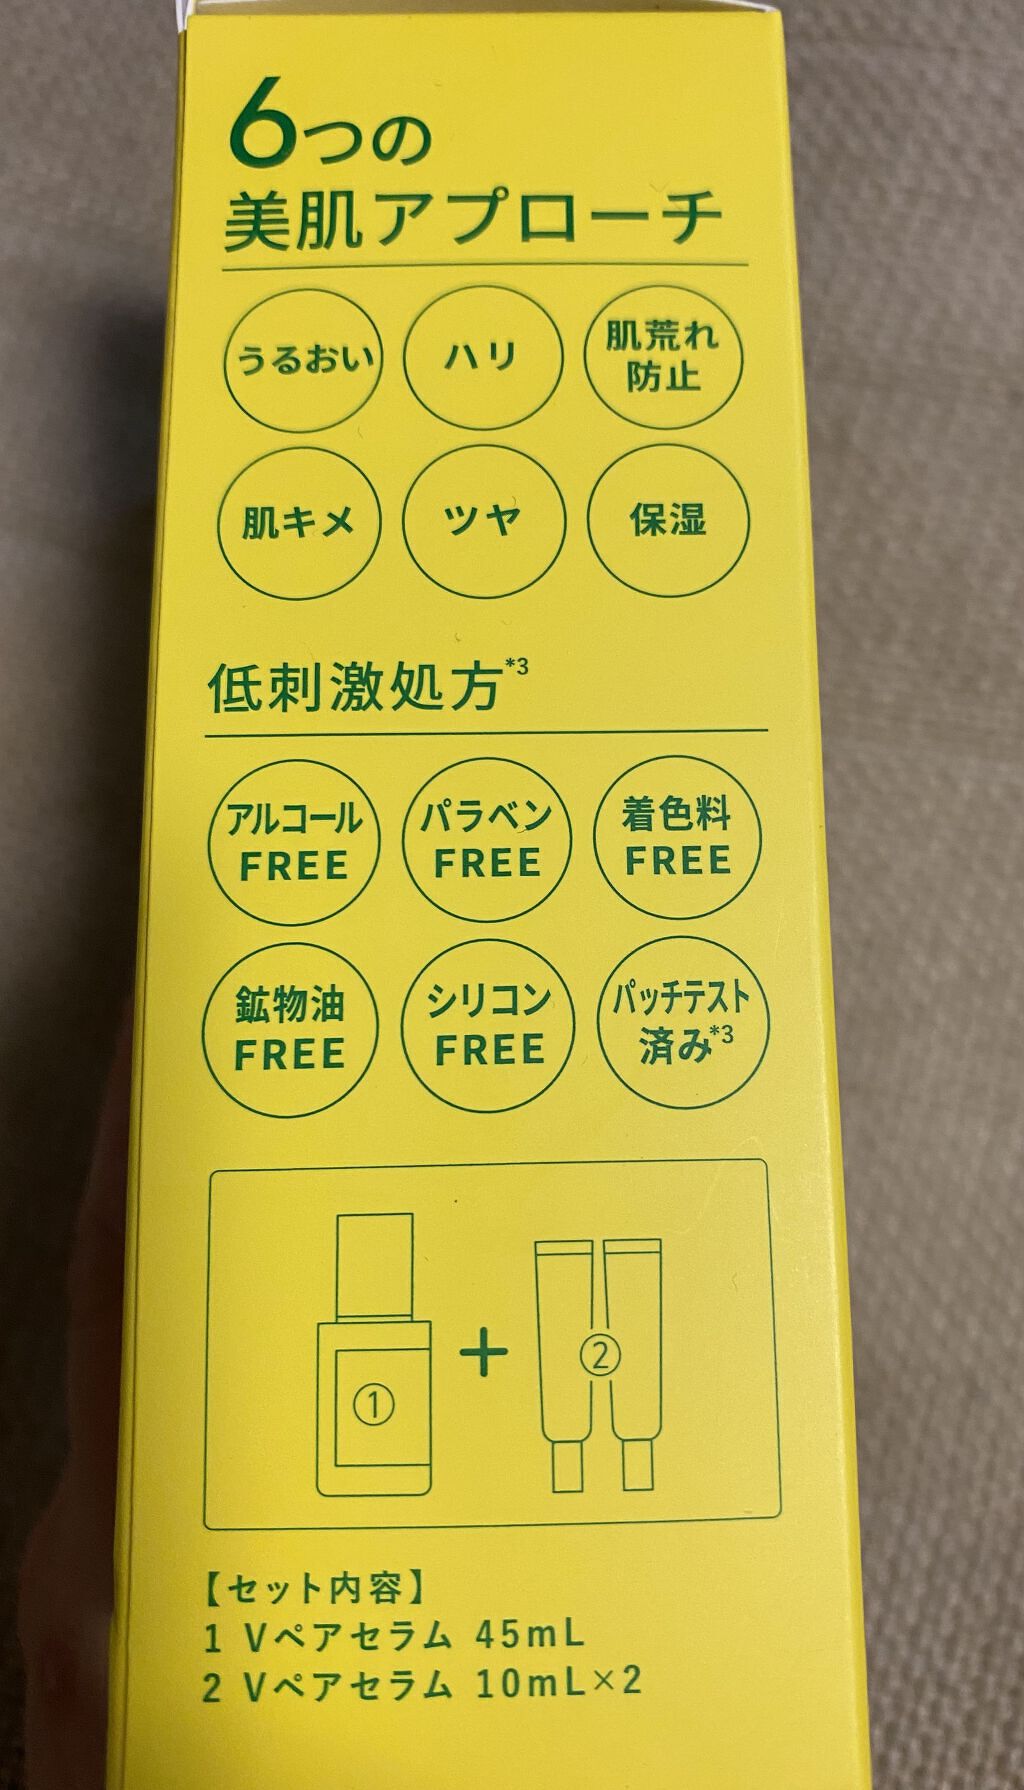 6つの
美肌アプローチ
うるおい
ハリ
肌荒れ
防止
肌キメ
ツヤ
保湿
低刺激処方*3
アルコール
FREE
パラベン
FREE
着色料
FREE
鉱物油
FREE
シリコン
FREE
パッチテスト
済み*3
1
+
2
【セット内容】
1 Vペアセラム 45mL
2 Vペアセラム 10mL×2